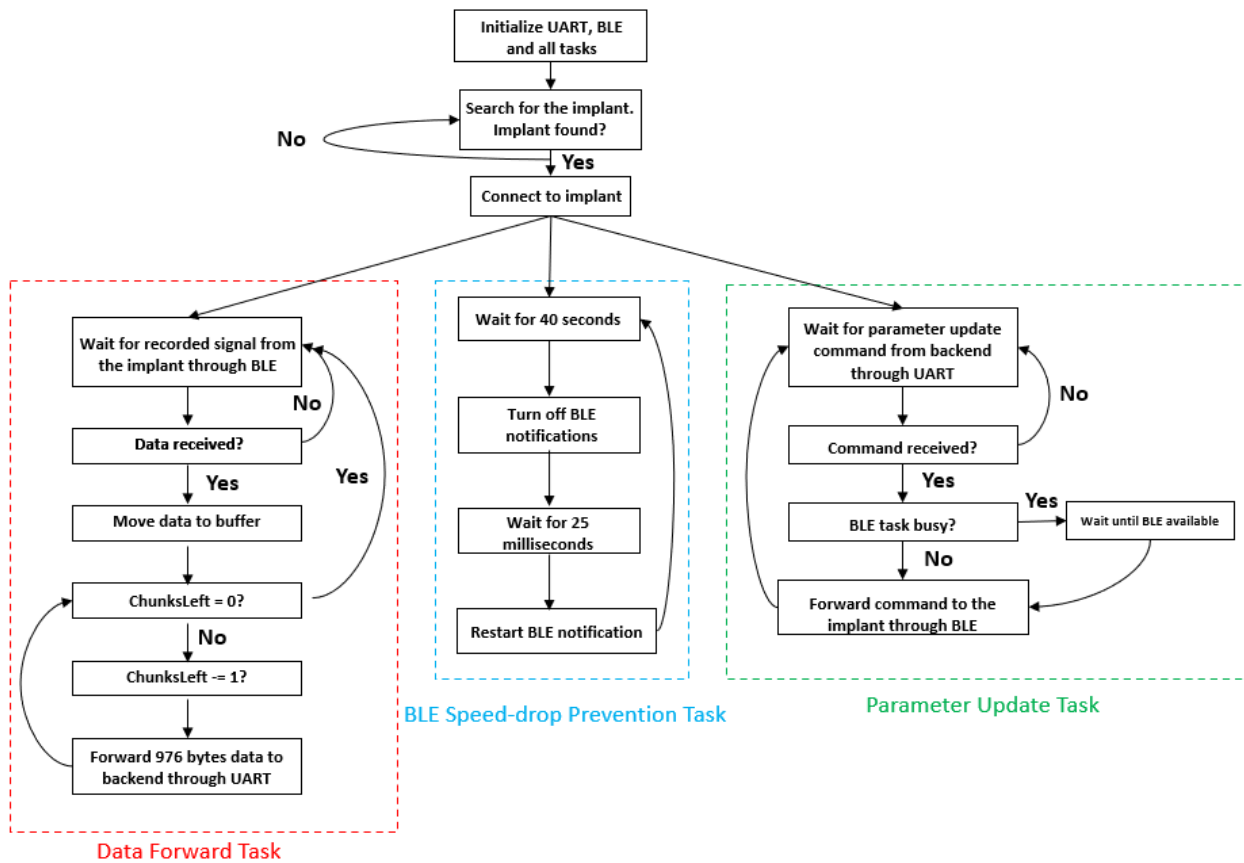 Initialize UART, BLE
and all tasks
Search for the implant.
Implant found?
No
Yes
Connect to implant
Wait for recorded signal from
the implant through BLE
No
Data received?
Yes
Yes
Move data to buffer
ChunksLeft = 0?
No
ChunksLeft -= 1?
Forward 976 bytes data to
backend through UART
Data Forward Task
Wait for 40 seconds
Turn off BLE
notifications
Wait for 25
milliseconds
Restart BLE notification
BLE Speed-drop Prevention Task
Wait for parameter update
command from backend
through UART
No
Command received?
Yes
BLE task busy?
Yes
Wait until BLE available
No
Forward command to the
implant through BLE
Parameter Update Task